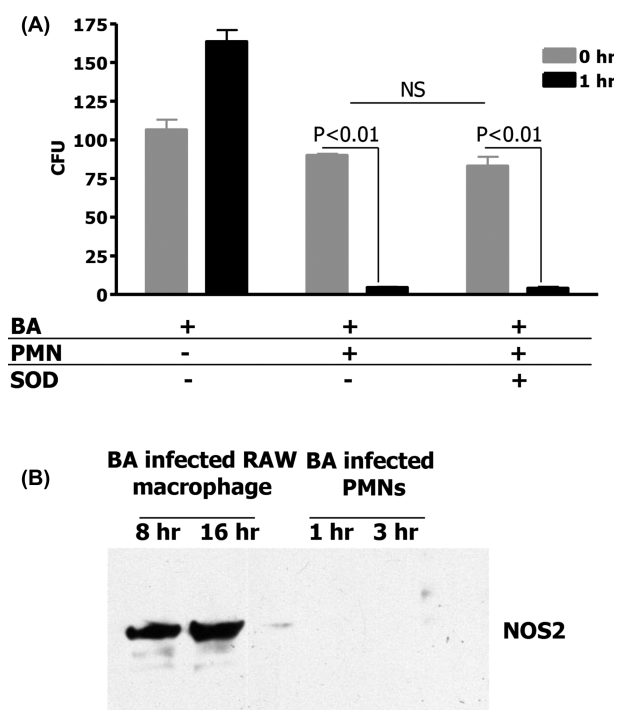 (A)
175
150
125
100
75
50
25
0
CFU
0 hr
1 hr
NS
P<0.01 P<0.01
BA + + +
PMN - + +
SOD - - +
(B)
BA infected RAW macrophage
BA infected PMNs
8 hr 16 hr 1 hr 3 hr
NOS2